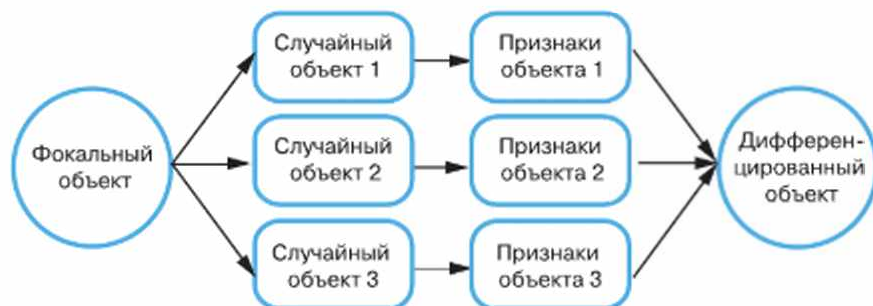 Фокальный
объект
Случайный
объект 1
Признаки
объекта 1
Случайный
объект 2
Признаки
объекта 2
Случайный
объект 3
Признаки
объекта 3
Дифферен-
цированный
объект